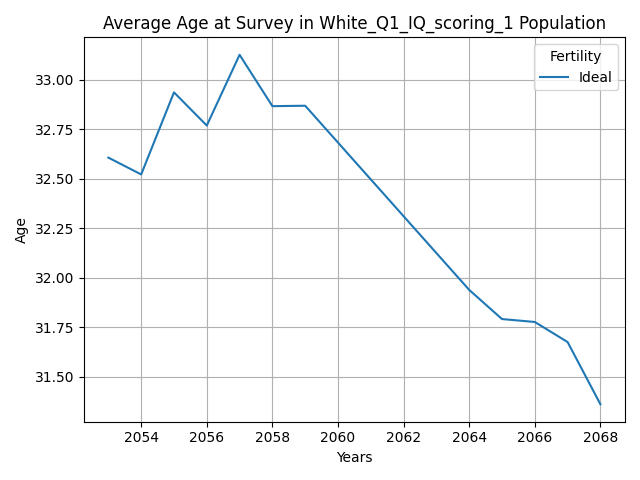 Average Age at Survey in White_Q1_IQ_scoring_1 Population
Fertility
Ideal
33.00
32.75
32.50
32.25
32.00
31.75
31.50
Age
2054 2056 2058 2060 2062 2064 2066 2068
Years